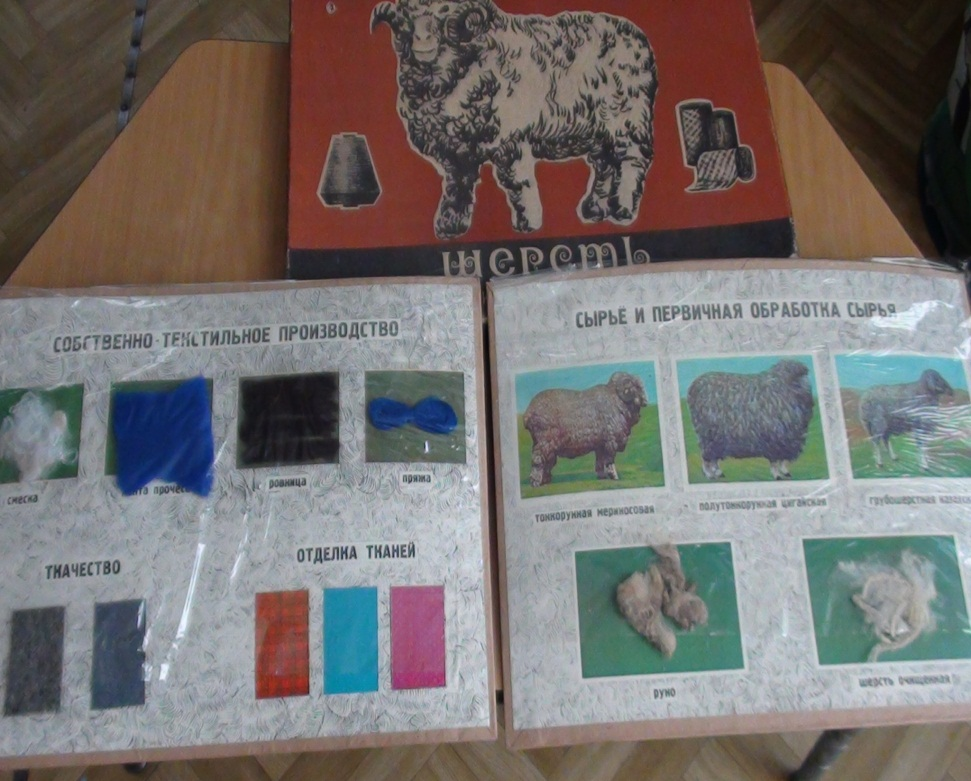 Шерсть
СОБСТВЕННО-ТЕКСТИЛЬНОЕ ПРОИЗВОДСТВО
смеска
ровница
пряжа
ТКАЧЕСТВО
ОТДЕЛКА ТКАНЕЙ
СЫРЬЁ И ПЕРВИЧНАЯ ОБРАБОТКА СЫРЬЯ
тонкорунная мериносовая
полутонкорунная цигайская
грубошерстная
руно
шерсть очищенная